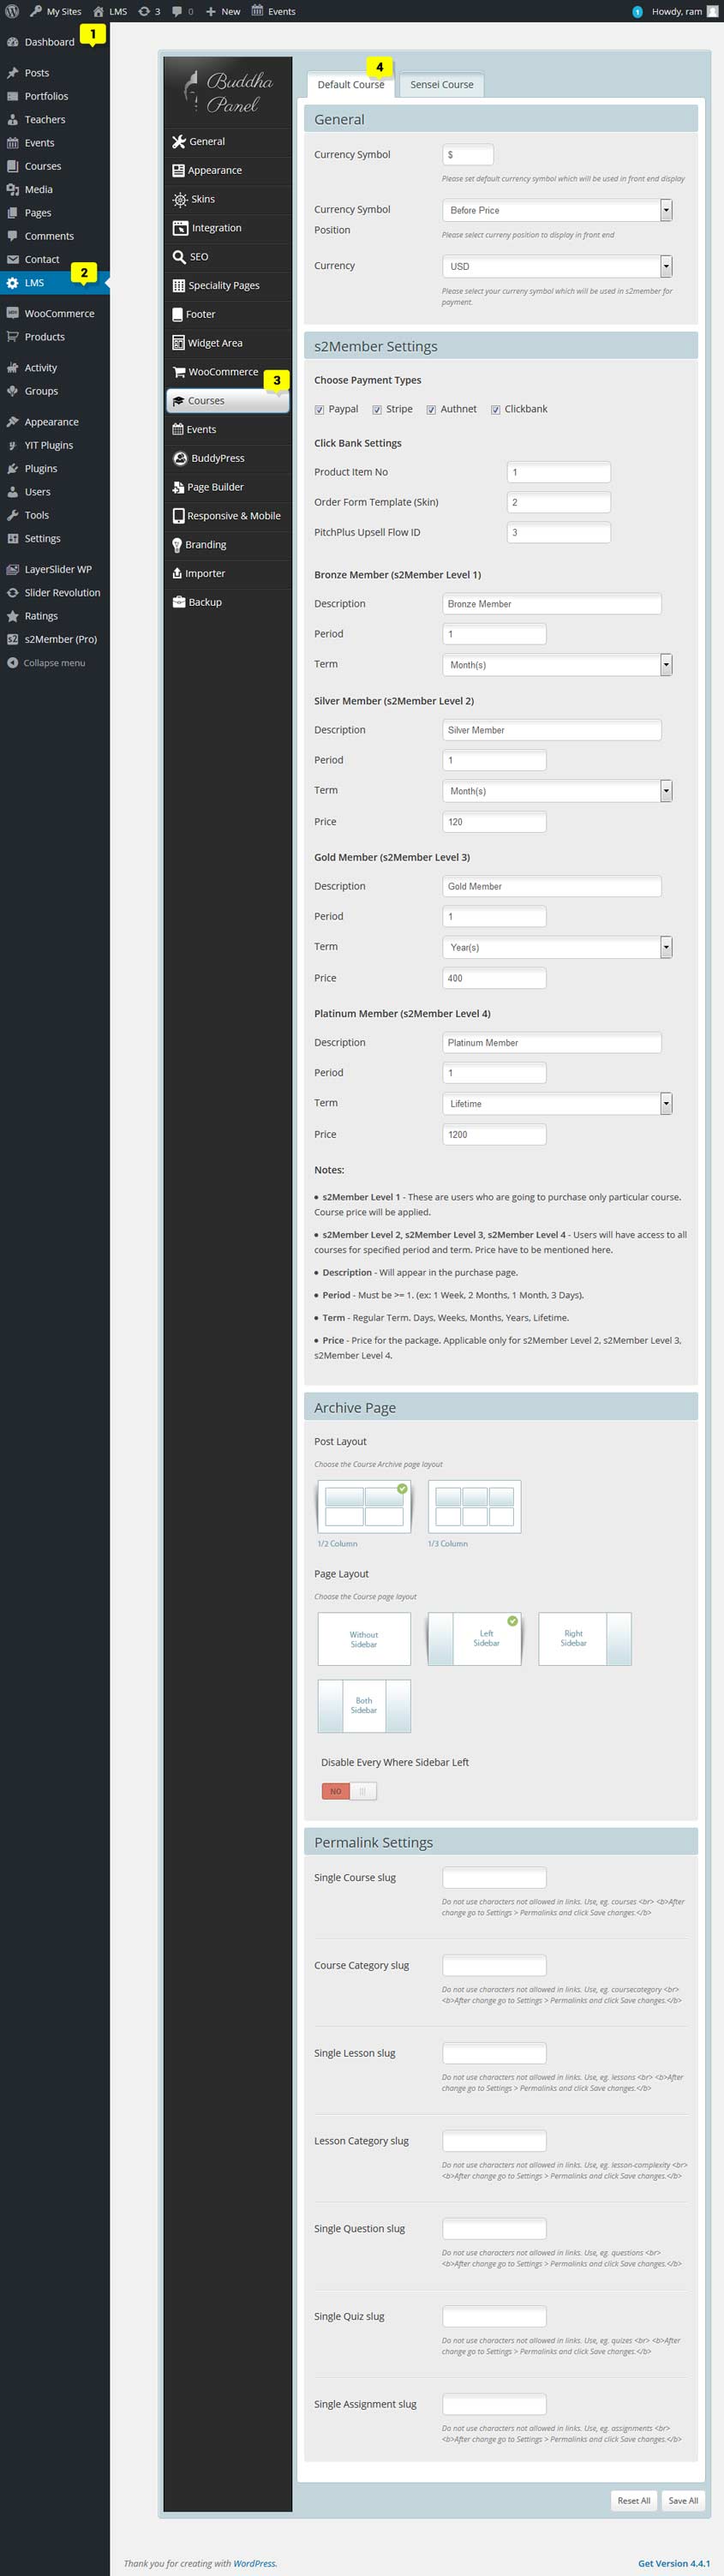 My Sites LMS 3 0 + New Events 1 Howdy, ram
Dashboard 1
Posts
Portfolios
Teachers
Events
Courses
Media
Pages
Comments
Contact
LMS 2
WooCommerce
Products
Activity
Groups
Appearance
YIT Plugins
Plugins
Users
Tools
Settings
LayerSlider WP
Slider Revolution
Ratings
s2Member (Pro)
Collapse menu
Buddha
Panel
General
Appearance
Skins
Integration
SEO
Speciality Pages
Footer
Widget Area
WooCommerce
3
Courses
Events
BuddyPress
Page Builder
Responsive & Mobile
Branding
Importer
Backup
4
Default Course Sensei Course
General
Currency Symbol $
Please set default currency symbol which will be used in front end display
Currency Symbol Before Price
Position
Please select curreny position to display in front end
Currency USD
Please select your curreny symbol which will be used in s2member for
payment.
s2Member Settings
Choose Payment Types
Paypal Stripe Authnet Clickbank
Click Bank Settings
Product Item No 1
Order Form Template (Skin) 2
PitchPlus Upsell Flow ID 3
Bronze Member (s2Member Level 1)
Description Bronze Member
Period 1
Term Month(s)
Silver Member (s2Member Level 2)
Description Silver Member
Period 1
Term Month(s)
Price 120
Gold Member (s2Member Level 3)
Description Gold Member
Period 1
Term Year(s)
Price 400
Platinum Member (s2Member Level 4)
Description Platinum Member
Period 1
Term Lifetime
Price 1200
Notes:
• s2Member Level 1 - These are users who are going to purchase only particular course.
Course price will be applied.
• s2Member Level 2, s2Member Level 3, s2Member Level 4 - Users will have access to all
courses for specified period and term. Price have to be mentioned here.
• Description - Will appear in the purchase page.
• Period - Must be >= 1. (ex: 1 Week, 2 Months, 1 Month, 3 Days).
• Term - Regular Term. Days, Weeks, Months, Years, Lifetime.
• Price - Price for the package. Applicable only for s2Member Level 2, s2Member Level 3,
s2Member Level 4.
Archive Page
Post Layout
Choose the Course Archive page layout
1/2 Column 1/3 Column
Page Layout
Choose the Course page layout
Without
Sidebar
Left
Sidebar
Right
Sidebar
Both
Sidebar
Disable Every Where Sidebar Left
NO
Permalink Settings
Single Course slug
Do not use characters not allowed in links. Use, eg. courses <br> <b>After
change go to Settings > Permalinks and click Save changes.</b>
Course Category slug
Do not use characters not allowed in links. Use, eg. coursecategory <br>
<b>After change go to Settings > Permalinks and click Save changes.</b>
Single Lesson slug
Do not use characters not allowed in links. Use, eg. lessons <br> <b>After
change go to Settings > Permalinks and click Save changes.</b>
Lesson Category slug
Do not use characters not allowed in links. Use, eg. lesson-complexity <br>
<b>After change go to Settings > Permalinks and click Save changes.</b>
Single Question slug
Do not use characters not allowed in links. Use, eg. questions <br>
<b>After change go to Settings > Permalinks and click Save changes.</b>
Single Quiz slug
Do not use characters not allowed in links. Use, eg. quizes <br> <b>After
change go to Settings > Permalinks and click Save changes.</b>
Single Assignment slug
Do not use characters not allowed in links. Use, eg. assignments <br>
<b>After change go to Settings > Permalinks and click Save changes.</b>
Reset All Save All
Thank you for creating with WordPress. Get Version 4.4.1